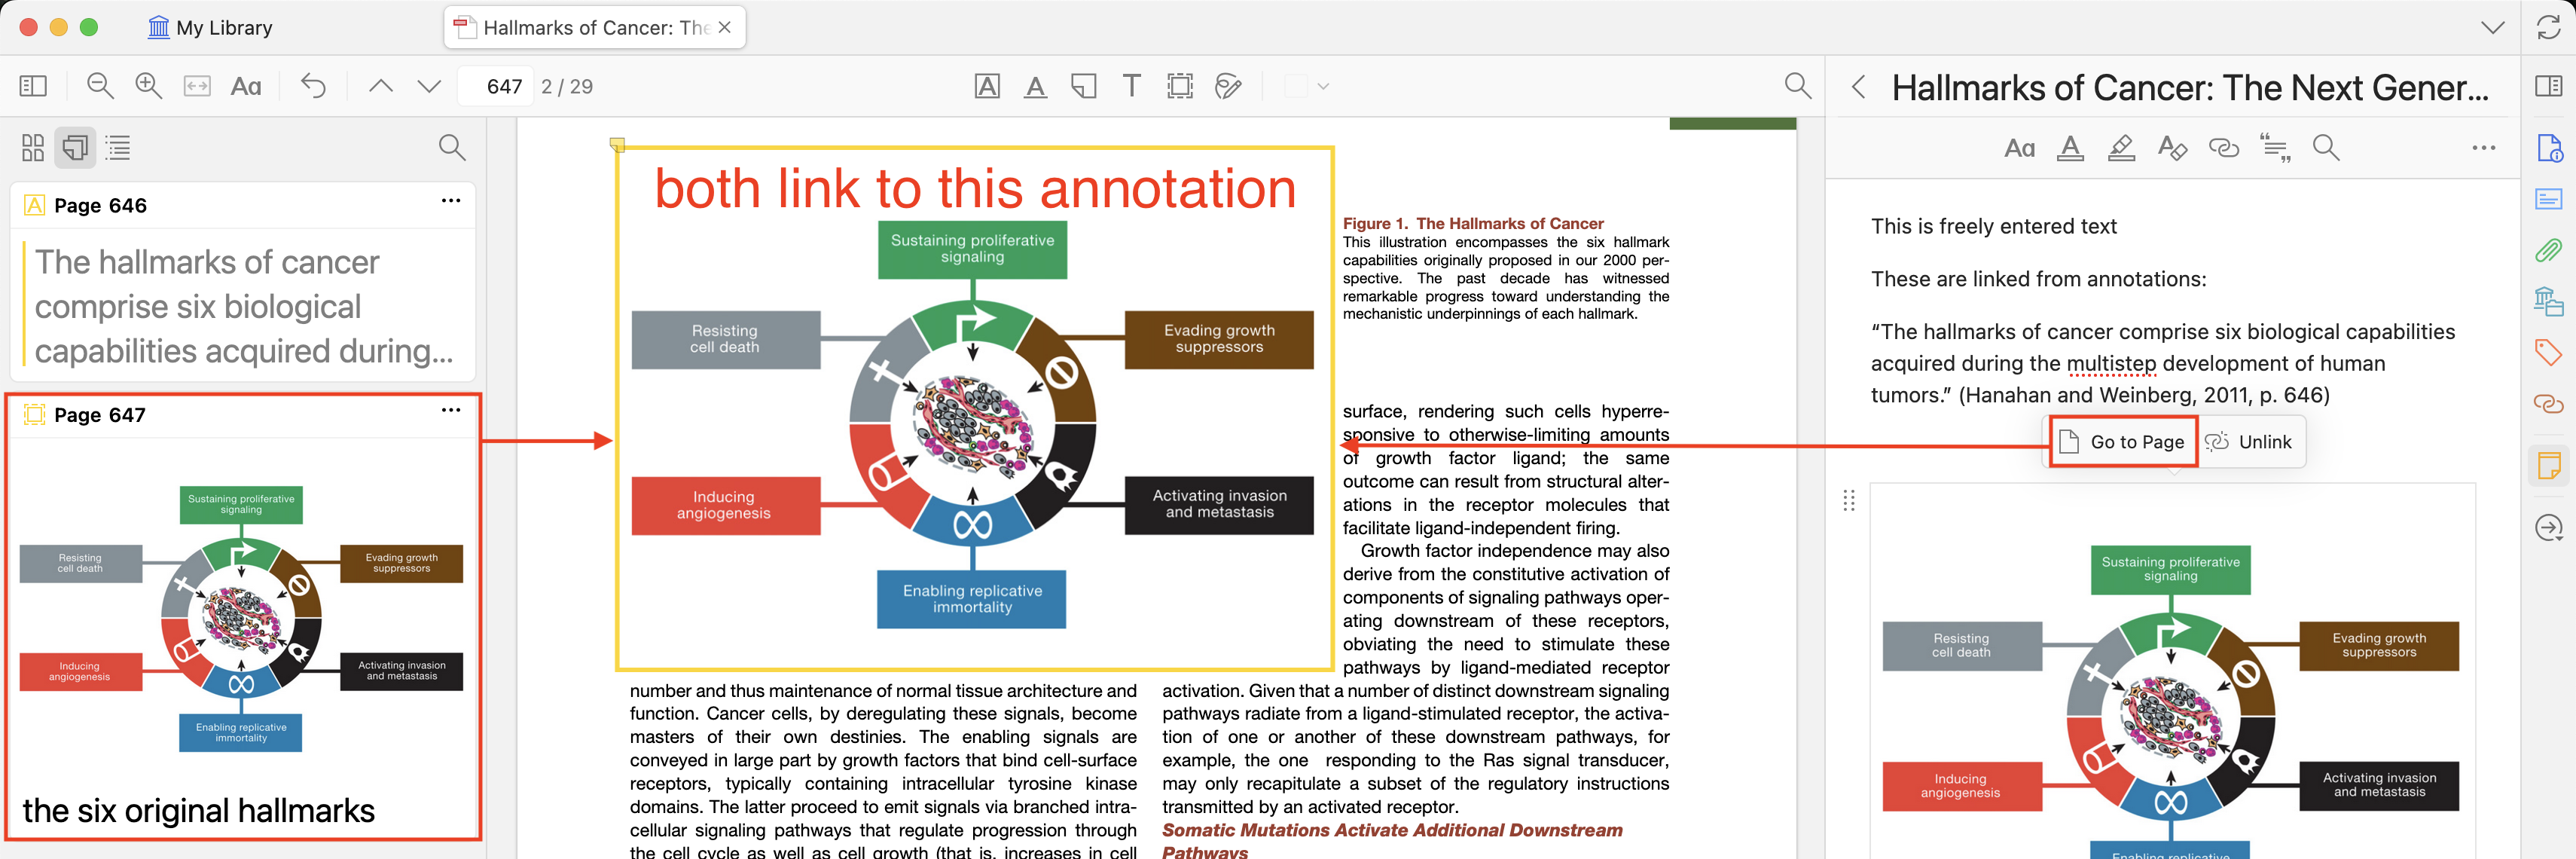 My Library
Hallmarks of Cancer: The
647
2 / 29
Page 646
The hallmarks of cancer
comprise six biological
capabilities acquired during...
Page 647
Sustaining proliferative
signaling
Resisting
cell death
Evading growth
suppressors
Inducing
angiogenesis
Activating invasion
and metastasis
Enabling replicative
immortality
the six original hallmarks
both link to this annotation
Sustaining proliferative
signaling
Resisting
cell death
Evading growth
suppressors
Inducing
angiogenesis
Activating invasion
and metastasis
Enabling replicative
immortality
Figure 1. The Hallmarks of Cancer
This illustration encompasses the six hallmark
capabilities originally proposed in our 2000 per-
spective. The past decade has witnessed
remarkable progress toward understanding the
mechanistic underpinnings of each hallmark.
surface, rendering such cells hyperre-
sponsive to otherwise-limiting amounts
of growth factor ligand; the same
outcome can result from structural alter-
ations in the receptor molecules that
facilitate ligand-independent firing.
Growth factor independence may also
derive from the constitutive activation of
components of signaling pathways oper-
ating downstream of these receptors,
obviating the need to stimulate these
pathways by ligand-mediated receptor
number and thus maintenance of normal tissue architecture and
function. Cancer cells, by deregulating these signals, become
masters of their own destinies. The enabling signals are
conveyed in large part by growth factors that bind cell-surface
receptors, typically containing intracellular tyrosine kinase
domains. The latter proceed to emit signals via branched intra-
cellular signaling pathways that regulate progression through
the cell cycle as well as cell growth (that is, increases in cell
activation. Given that a number of distinct downstream signaling
pathways radiate from a ligand-stimulated receptor, the activa-
tion of one or another of these downstream pathways, for
example, the one responding to the Ras signal transducer,
may only recapitulate a subset of the regulatory instructions
transmitted by an activated receptor.
Somatic Mutations Activate Additional Downstream
Pathways
Hallmarks of Cancer: The Next Gener...
Aa
This is freely entered text
These are linked from annotations:
“The hallmarks of cancer comprise six biological capabilities
acquired during the multistep development of human
tumors.” (Hanahan and Weinberg, 2011, p. 646)
Go to Page
Unlink
Sustaining proliferative
signaling
Resisting
cell death
Evading growth
suppressors
Inducing
angiogenesis
Activating invasion
and metastasis
Enabling replicative